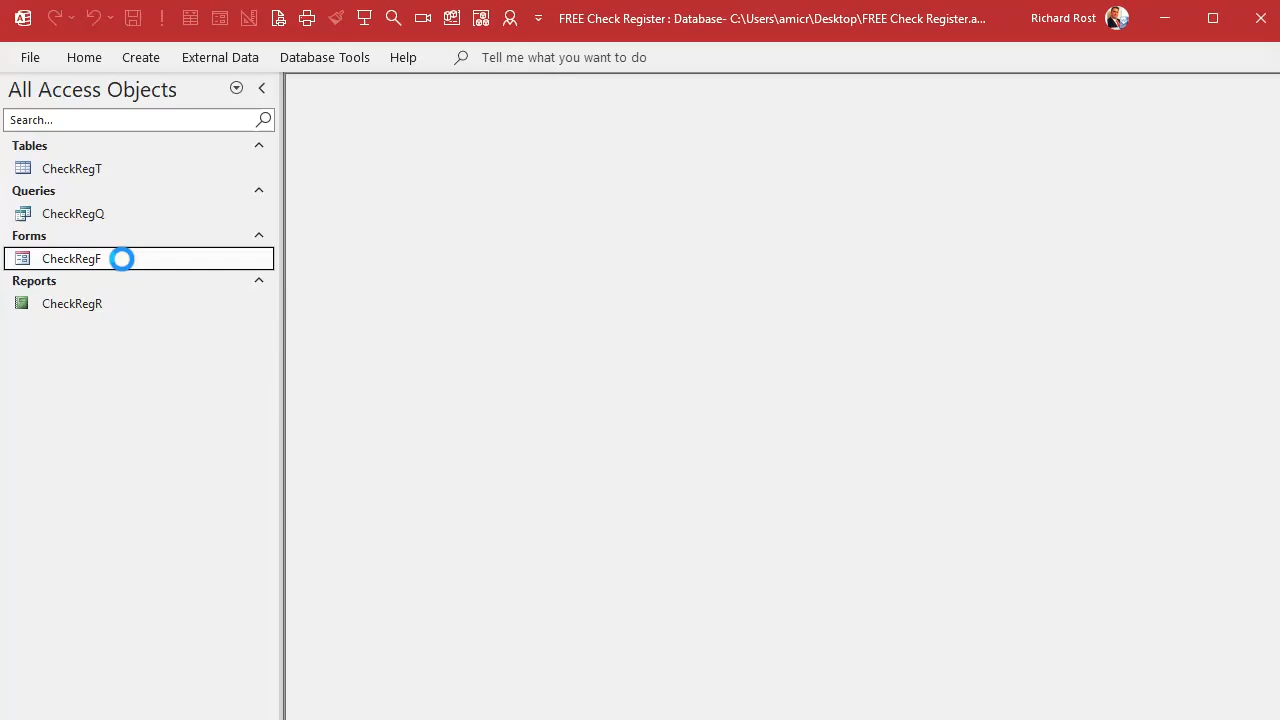 FREE Check Register : Database- C:\Users\amicr\Desktop\FREE Check Register.a...
Richard Rost
File Home Create External Data Database Tools Help Tell me what you want to do
All Access Objects
Search...
Tables
CheckRegT
Queries
CheckRegQ
Forms
CheckRegF
Reports
CheckRegR